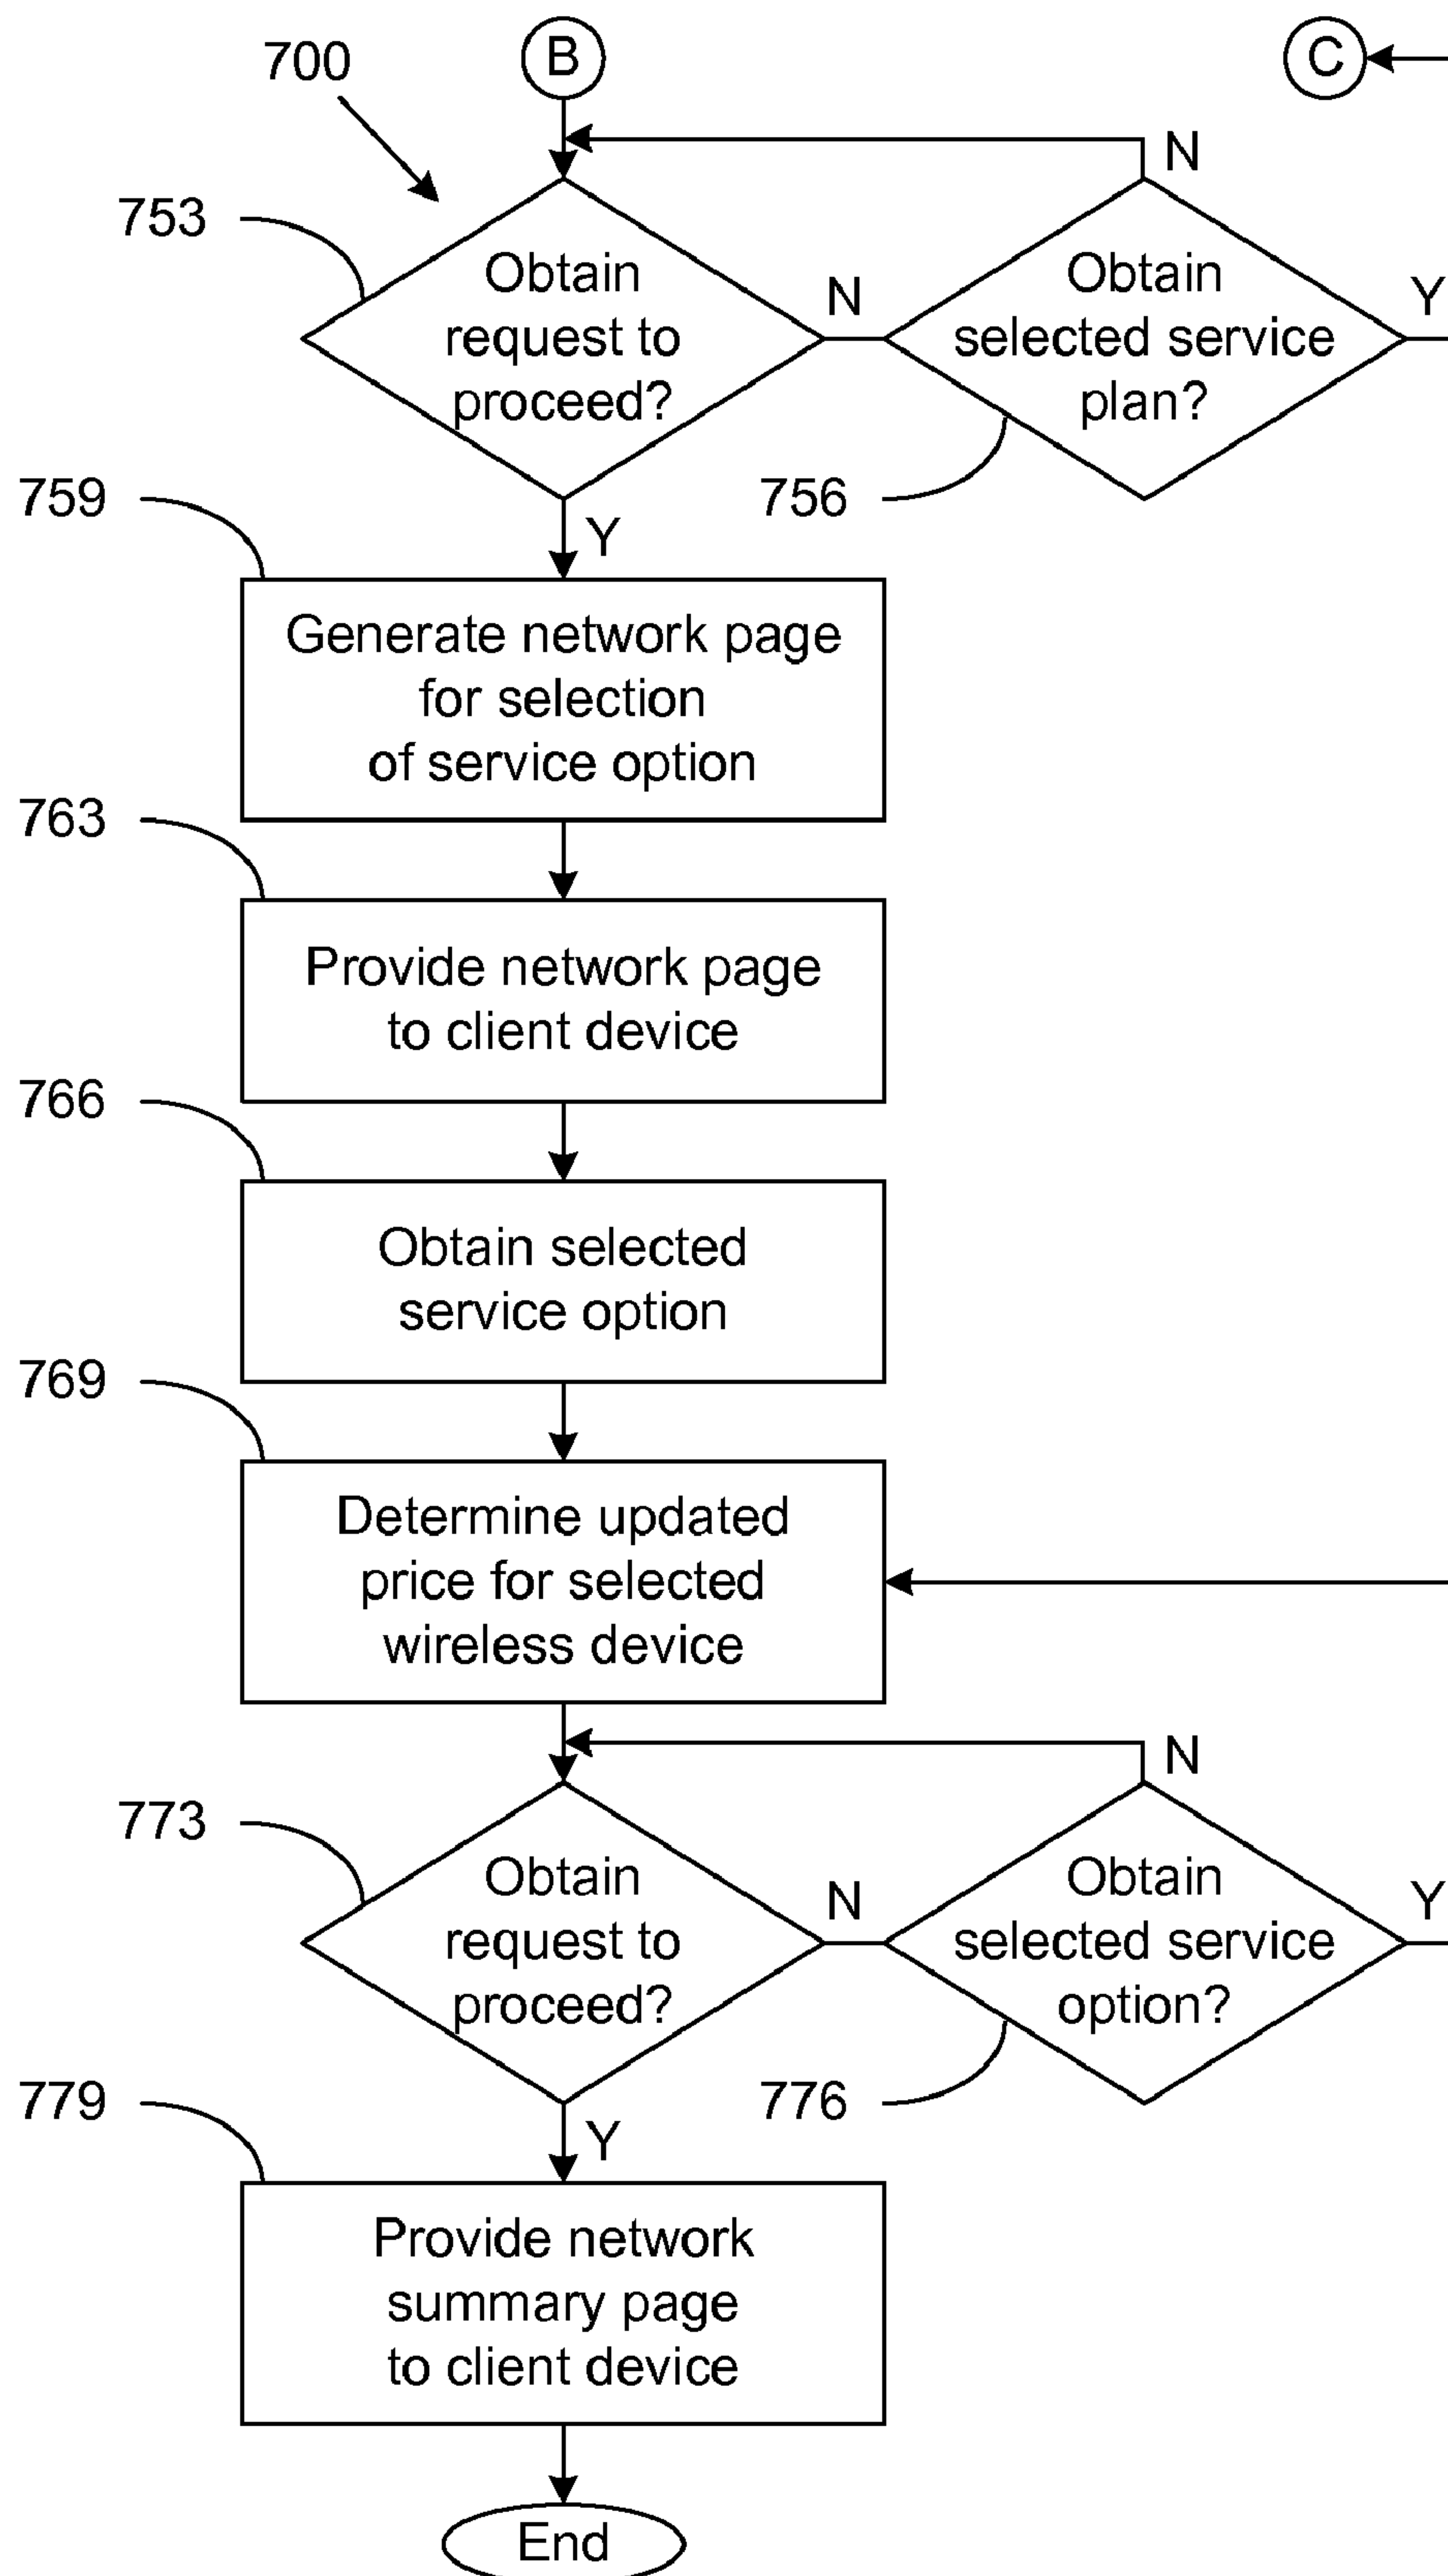 700
B
C
753
Obtain
request to
proceed?
N
Obtain
selected service
plan?
N
Y
756
759
Y
Generate network page
for selection
of service option
763
Provide network page
to client device
766
Obtain selected
service option
769
Determine updated
price for selected
wireless device
773
Obtain
request to
proceed?
N
Obtain
selected service
option?
N
Y
776
779
Y
Provide network
summary page
to client device
End